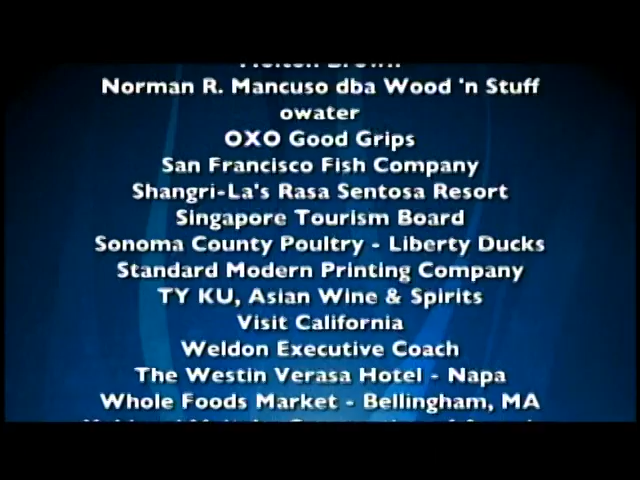 Molton Brown
Norman R. Mancuso dba Wood 'n Stuff
owater
OXO Good Grips
San Francisco Fish Company
Shangri-La's Rasa Sentosa Resort
Singapore Tourism Board
Sonoma County Poultry - Liberty Ducks
Standard Modern Printing Company
TY KU, Asian Wine & Spirits
Visit California
Weldon Executive Coach
The Westin Verasa Hotel - Napa
Whole Foods Market - Bellingham, MA